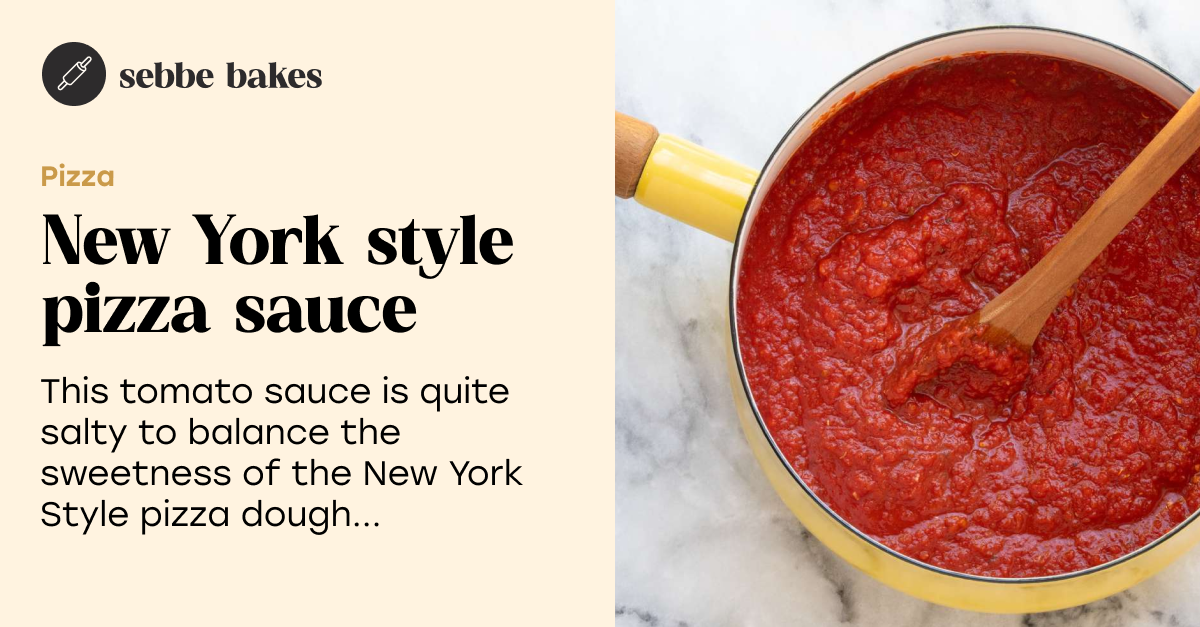 sebbe bakes
Pizza
New York style
pizza sauce
This tomato sauce is quite
salty to balance the
sweetness of the New York
Style pizza dough...